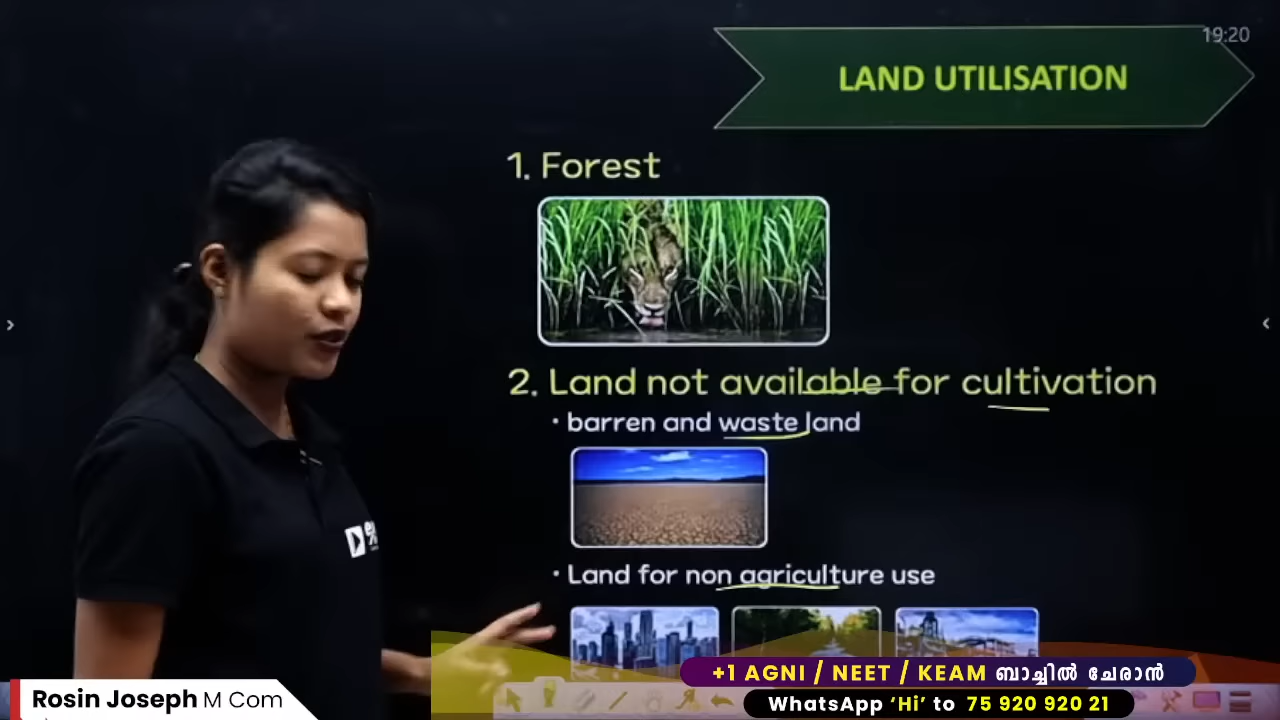 19:20
LAND UTILISATION
1. Forest
2. Land not available for cultivation
• barren and waste land
• Land for non agriculture use
+1 AGNI / NEET / KEAM ബാച്ചിൽ ചേരാൻ
WhatsApp ‘Hi’ to 75 920 920 21
Rosin Joseph M Com